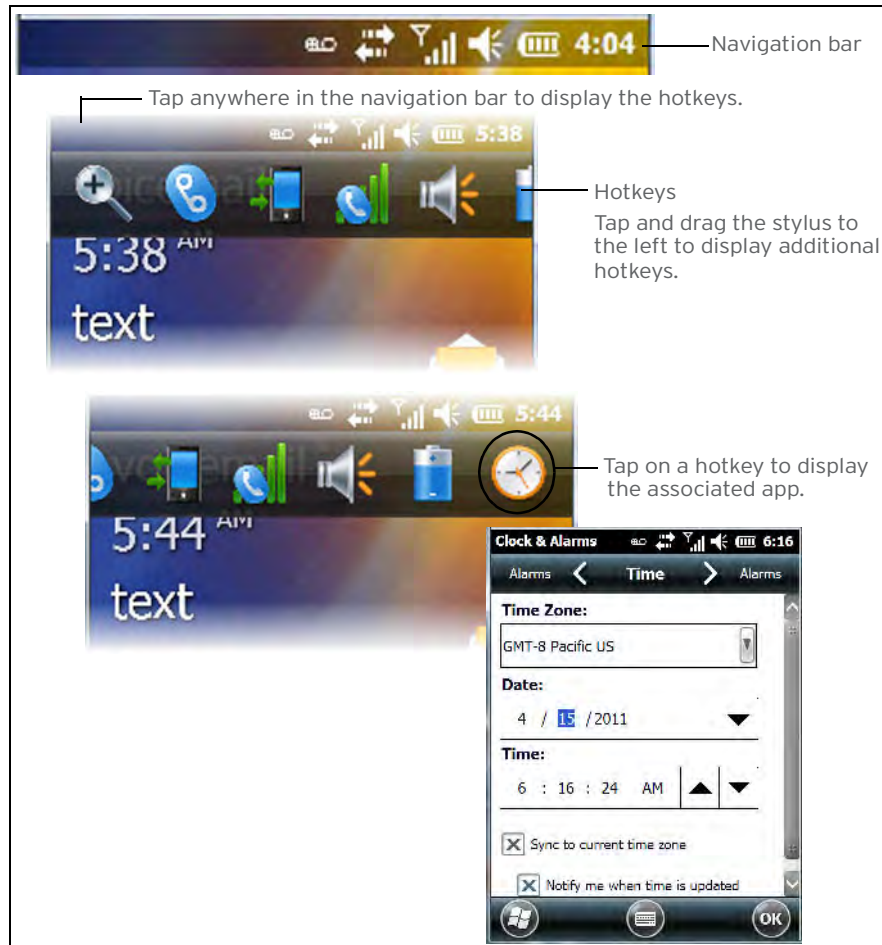 4:04
Navigation bar
Tap anywhere in the navigation bar to display the hotkeys.
5:38
Hotkeys
Tap and drag the stylus to
the left to display additional
hotkeys.
5:38 AM
text
5:44
Tap on a hotkey to display
the associated app.
5:44 AM
text
Clock & Alarms 6:16
Alarms Time Alarms
Time Zone:
GMT-8 Pacific US
Date:
4 / 15 / 2011
Time:
6 : 16 : 24 AM
Sync to current time zone
Notify me when time is updated
OK